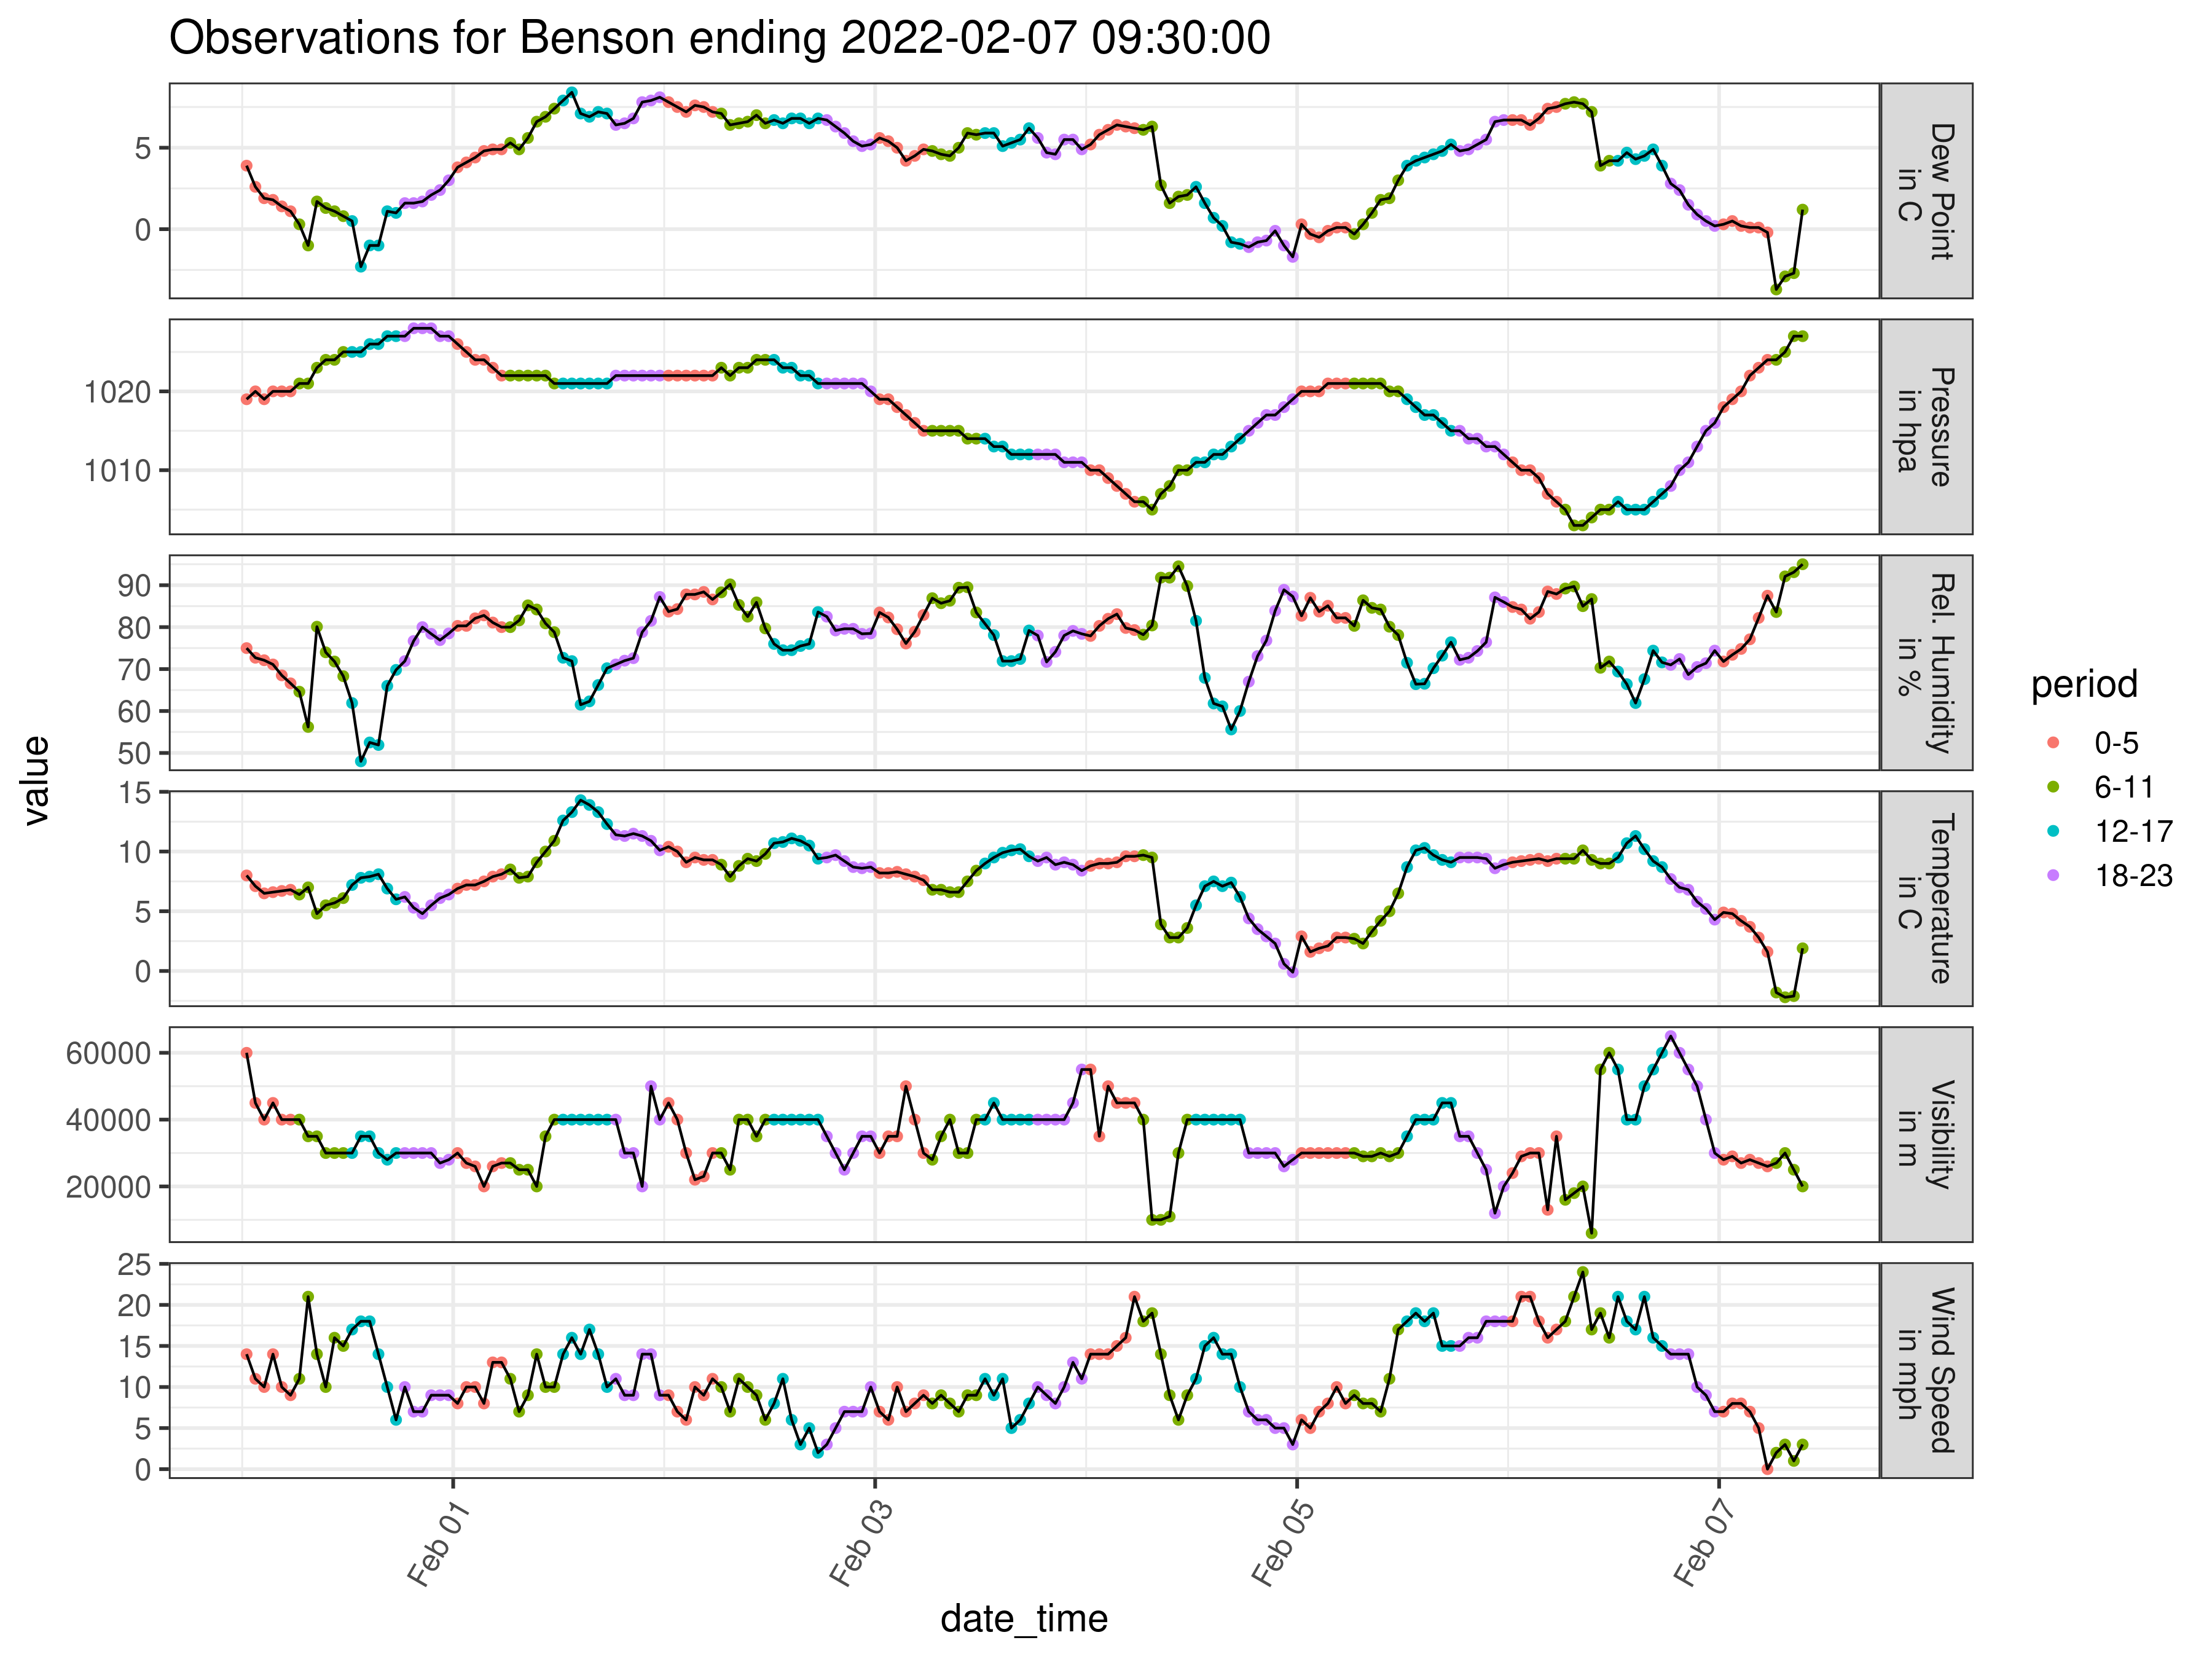 Observations for Benson ending 2022-02-07 09:30:00
value
5
0
Dew Point
in C
1020
1010
Pressure
in hpa
90
80
70
60
50
Rel. Humidity
in %
15
10
5
0
Temperature
in C
60000
40000
20000
Visibility
in m
25
20
15
10
5
0
Wind Speed
in mph
Feb 01
Feb 03
Feb 05
Feb 07
date_time
period
0-5
6-11
12-17
18-23